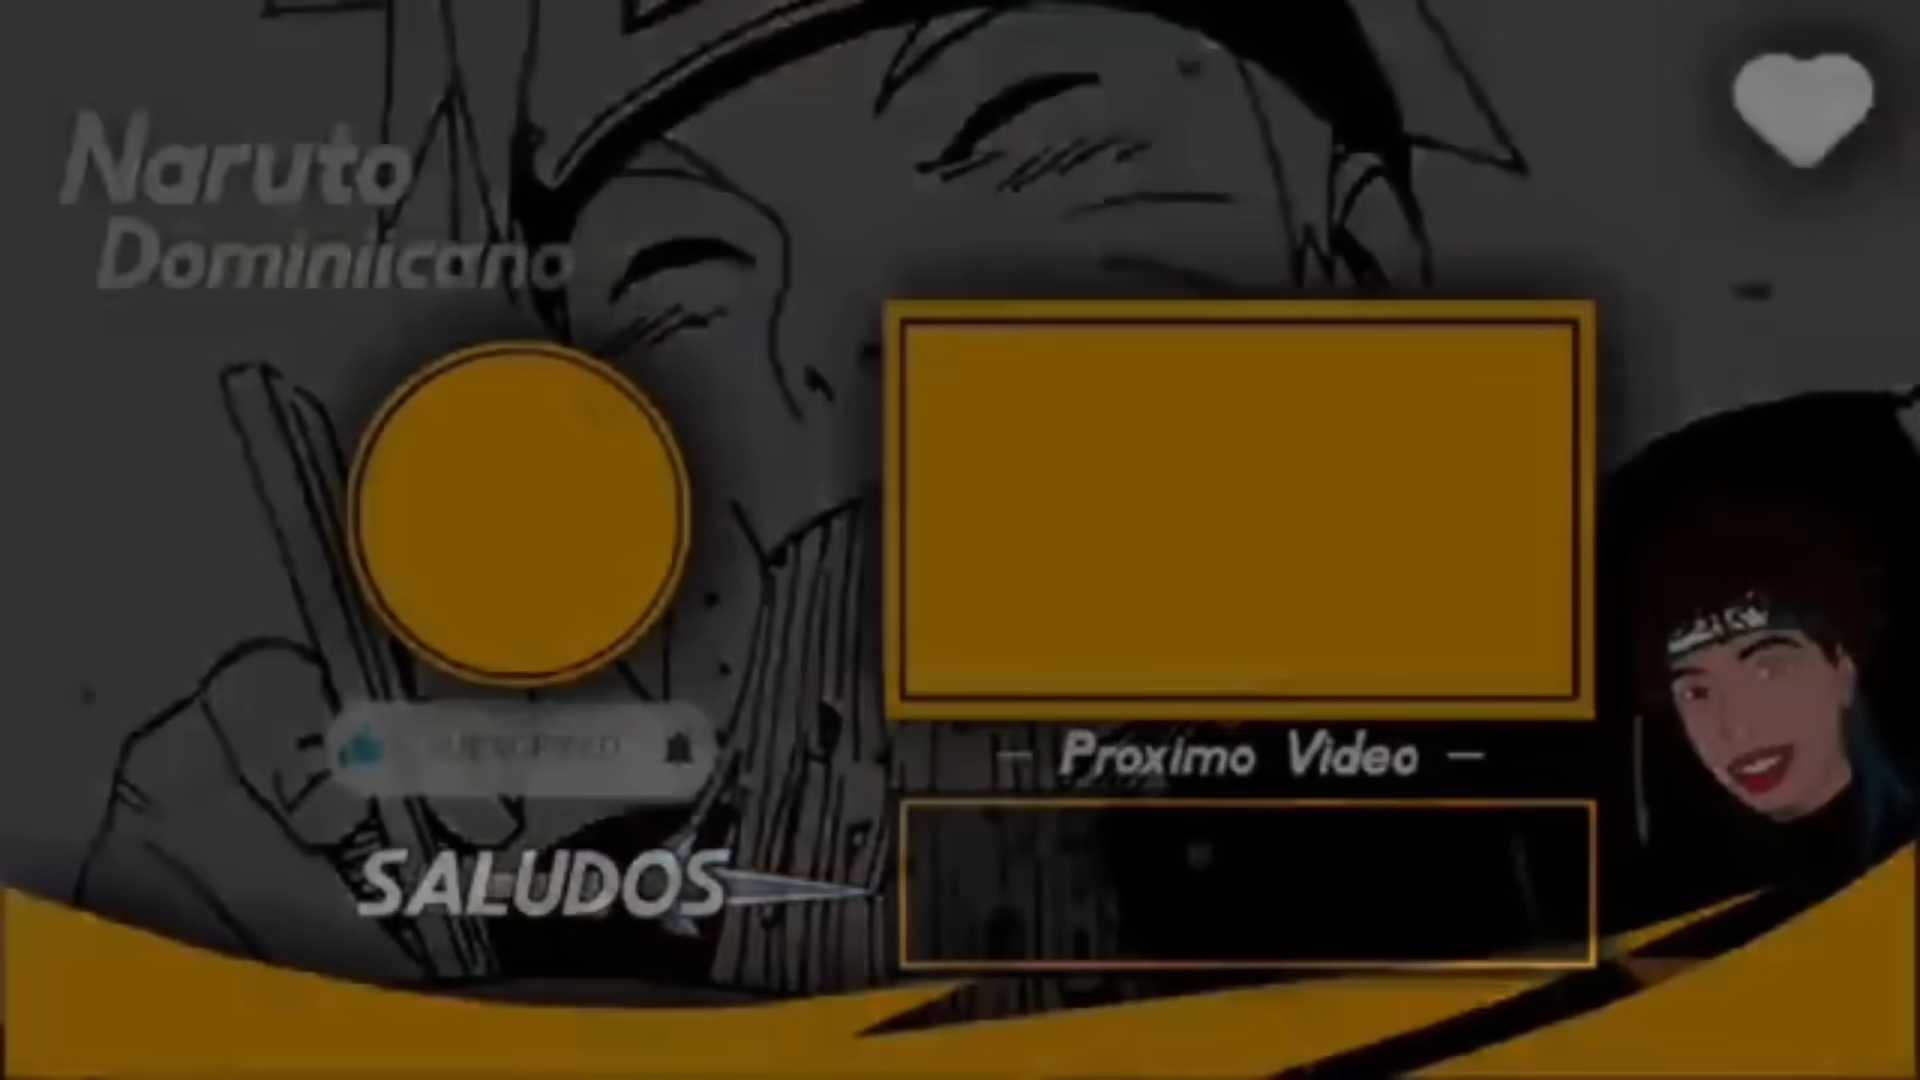 Naruto
Dominiicano
— Proximo Video —
SALUDOS